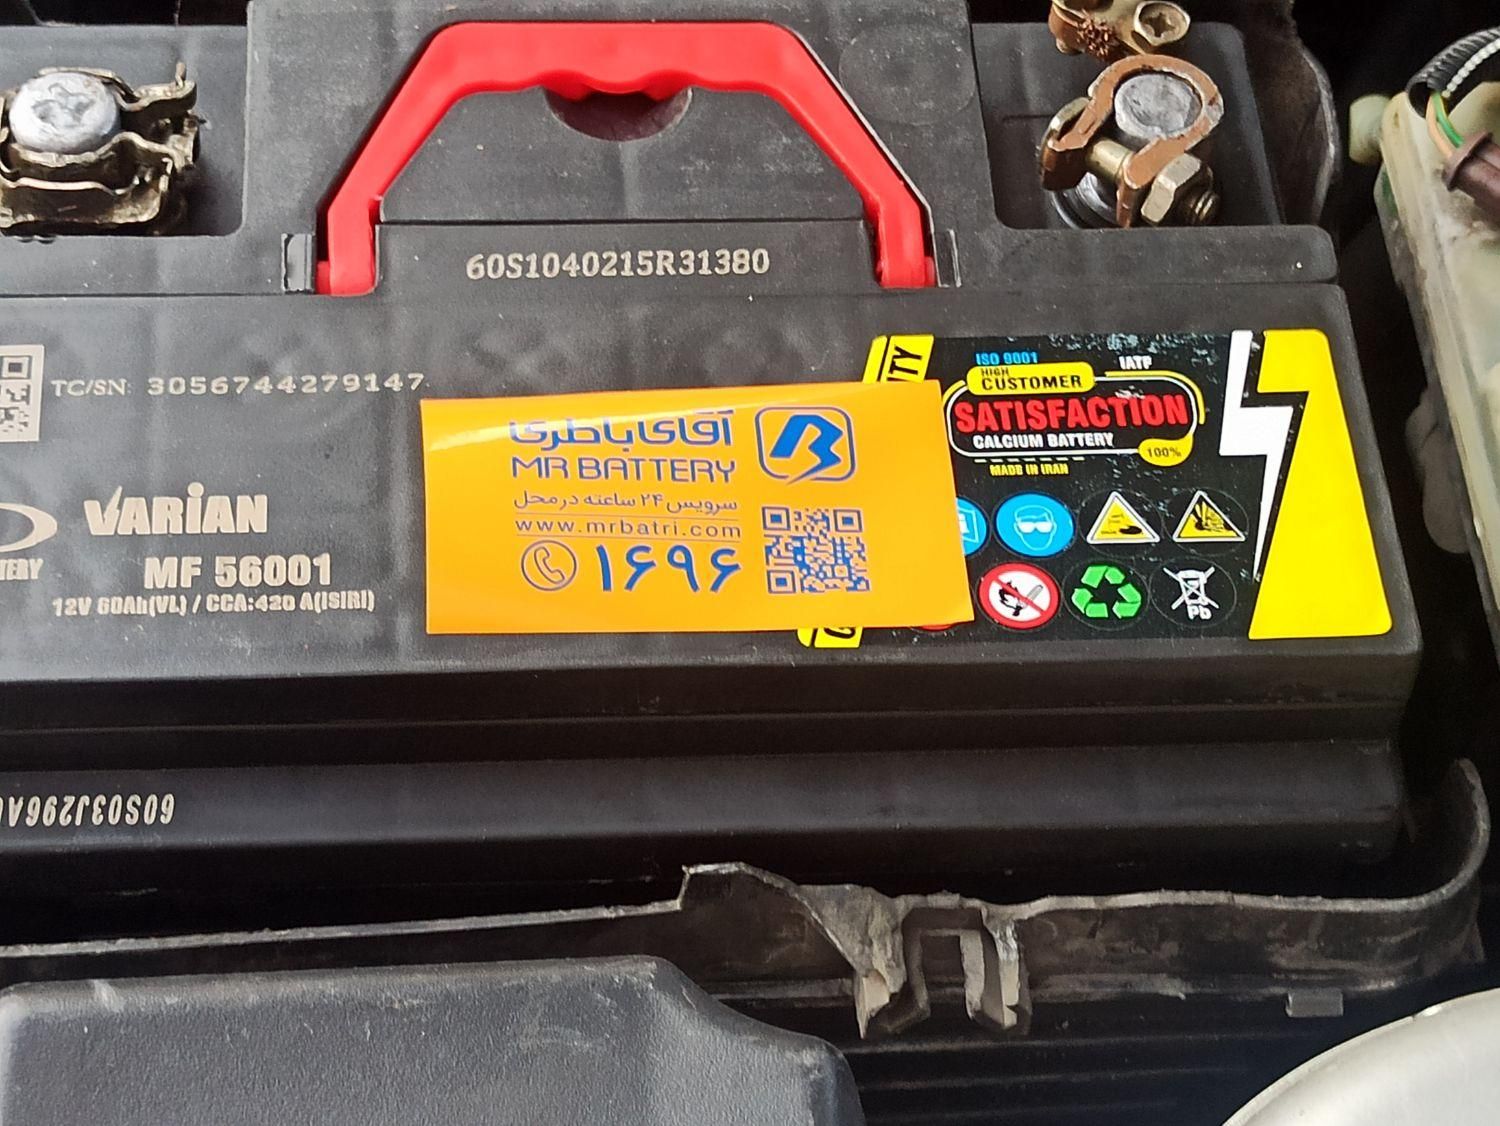 60S1040215R31380
TC/SN: 3056744279147
VARIAN
MF 56001
12V 60Ah(VL) / CCA:420 A(ISIRI)
آقای باطری
MR BATTERY
سرویس ۲۴ ساعته در محل
www.mrbatri.com
۱۶۹۶
ISO 9001
IATF
HIGH
CUSTOMER
SATISFACTION
CALCIUM BATTERY
100%
MADE IN IRAN
Pb